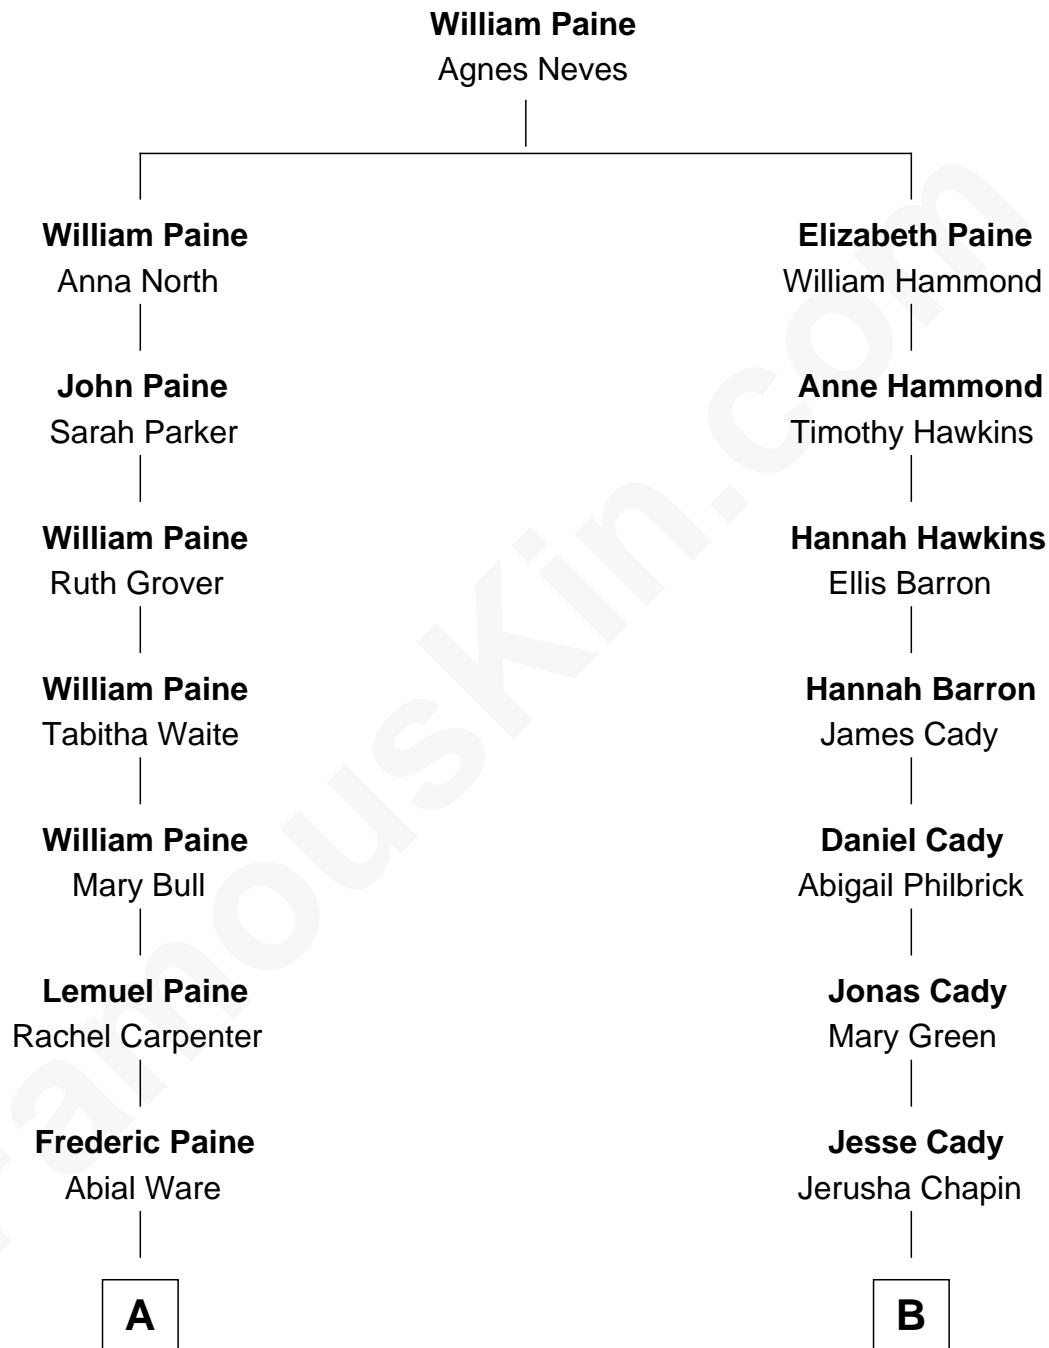 William Paine
Agnes Neves
William Paine
Anna North
John Paine
Sarah Parker
William Paine
Ruth Grover
William Paine
Tabitha Waite
William Paine
Mary Bull
Lemuel Paine
Rachel Carpenter
Frederic Paine
Abial Ware
A
Elizabeth Paine
William Hammond
Anne Hammond
Timothy Hawkins
Hannah Hawkins
Ellis Barron
Hannah Barron
James Cady
Daniel Cady
Abigail Philbrick
Jonas Cady
Mary Green
Jesse Cady
Jerusha Chapin
B
FamousKin.com